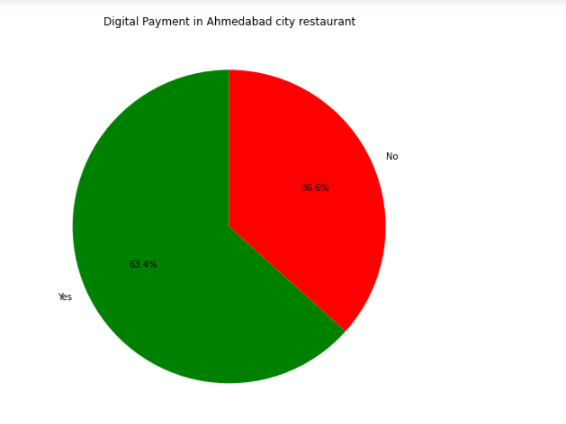 Digital Payment in Ahmedabad city restaurant
No
36.6%
63.4%
Yes